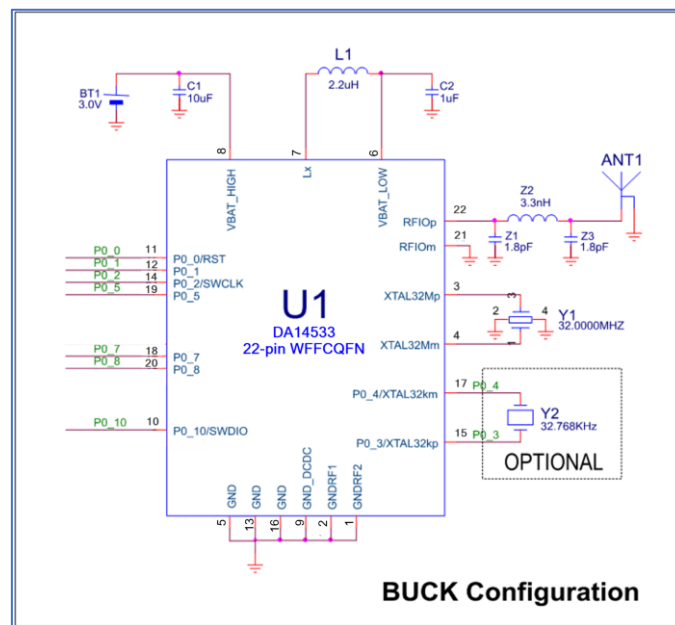 L1
2.2uH
BT1
3.0V
C1
10uF
C2
1uF
8
7
6
VBAT_HIGH
Lx
VBAT_LOW
ANT1
Z2
3.3nH
22
RFIOp
Z1
1.8pF
Z3
1.8pF
21
RFIOm
P0_0
11
P0_0/RST
P0_1
12
P0_1
P0_2
14
P0_2/SWCLK
P0_5
19
P0_5
3
XTAL32Mp
3
2
4
1
Y1
32.0000MHZ
4
XTAL32Mm
U1
DA14533
22-pin WFFCQFN
P0_7
18
P0_7
P0_8
20
P0_8
17
P0_4
P0_4/XTAL32km
Y2
32.768KHz
15
P0_3
P0_3/XTAL32kp
OPTIONAL
P0_10
10
P0_10/SWDIO
GND
GND
GND
GND_DCDC
GNDRF1
GNDRF2
5
13
16
9
2
1
BUCK Configuration